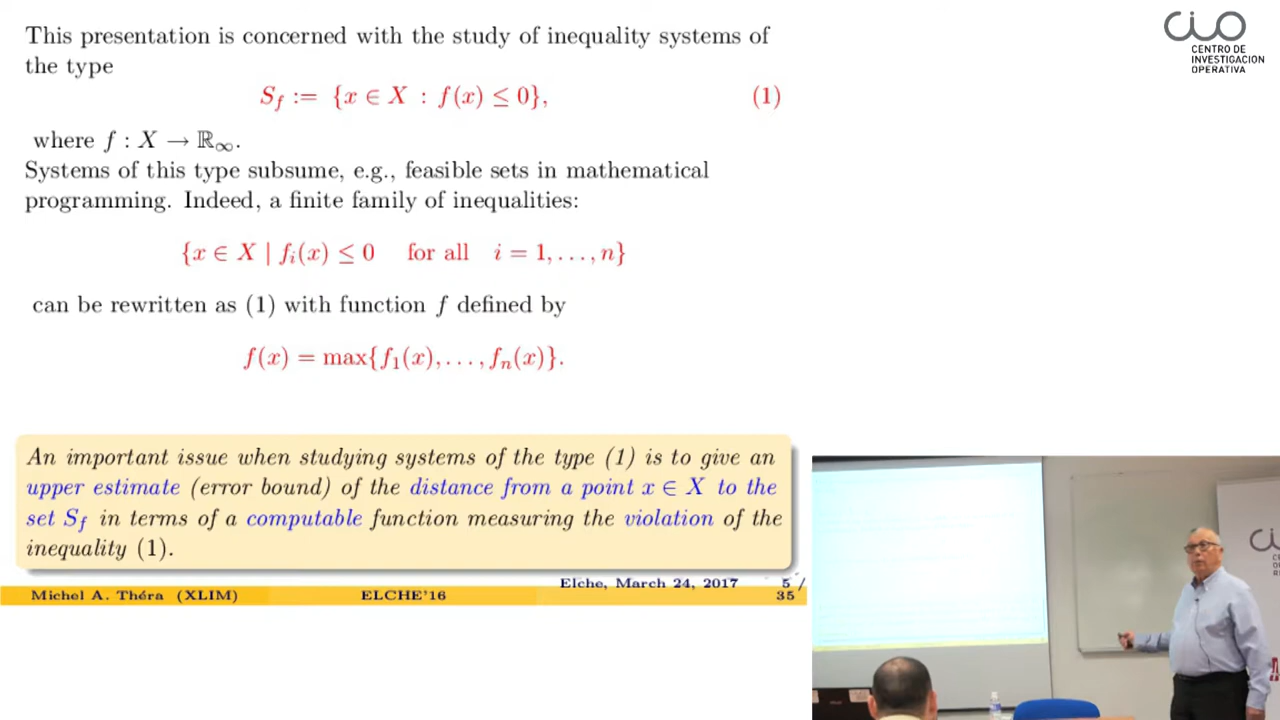 This presentation is concerned with the study of inequality systems of
the type
S_f := {x ∈ X : f(x) ≤ 0}, (1)
where f : X → ℝ_∞.
Systems of this type subsume, e.g., feasible sets in mathematical
programming. Indeed, a finite family of inequalities:
{x ∈ X | f_i(x) ≤ 0 for all i = 1, . . . , n}
can be rewritten as (1) with function f defined by
f(x) = max{f_1(x), . . . , f_n(x)}.
An important issue when studying systems of the type (1) is to give an
upper estimate (error bound) of the distance from a point x ∈ X to the
set S_f in terms of a computable function measuring the violation of the
inequality (1).
Michel A. Théra (XLIM) ELCHE'16 Elche, March 24, 2017 5 /
35
CIO
CENTRO DE
INVESTIGACION
OPERATIVA